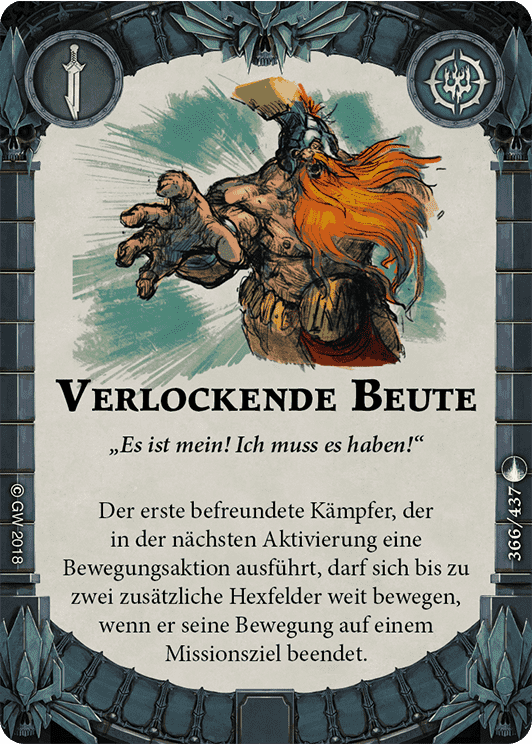 Verlockende Beute
„Es ist mein! Ich muss es haben!“
Der erste befreundete Kämpfer, der
in der nächsten Aktivierung eine
Bewegungsaktion ausführt, darf sich bis zu
zwei zusätzliche Hexfelder weit bewegen,
wenn er seine Bewegung auf einem
Missionsziel beendet.
© GW 2018
366/437